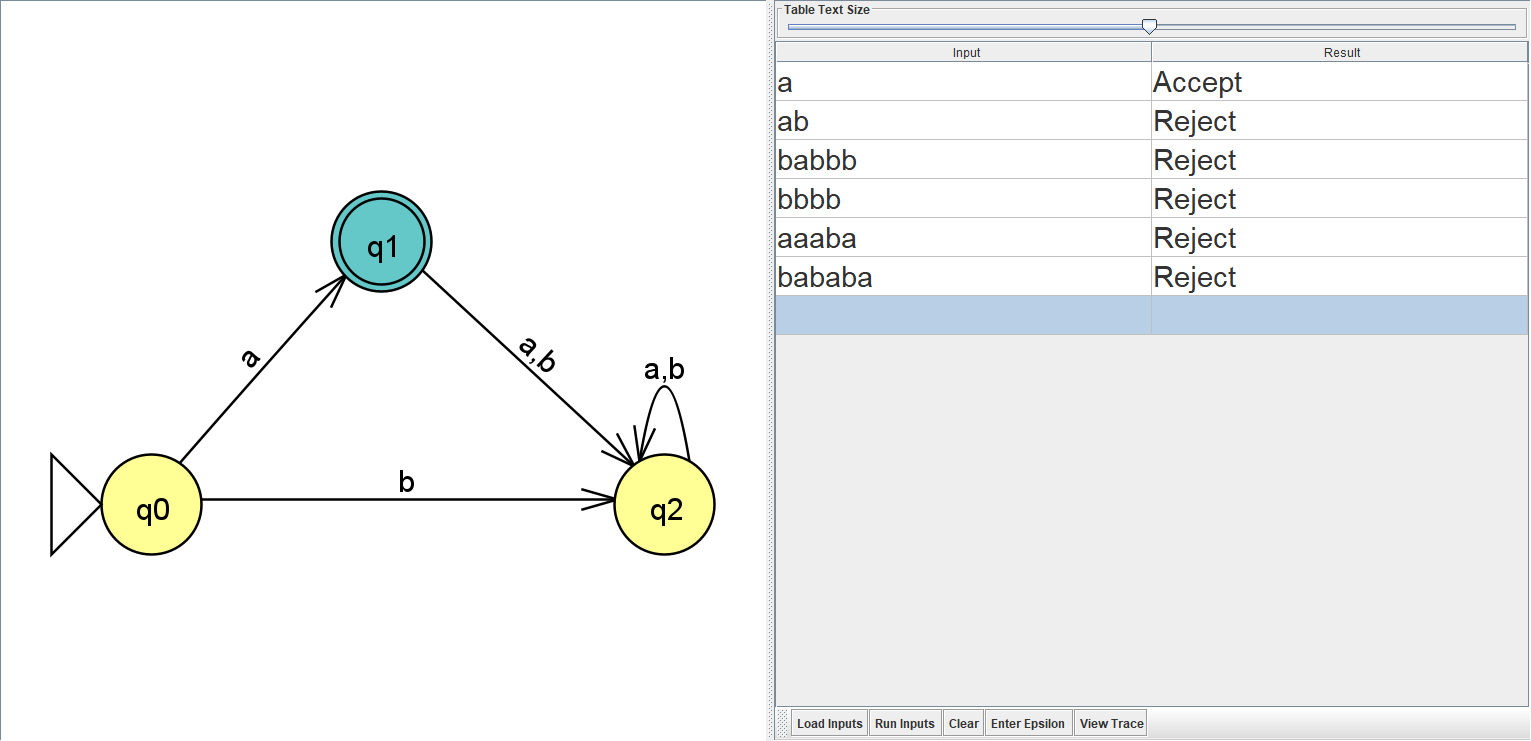 q1
a
a,b
a,b
b
q0
q2
Table Text Size
Input Result
a Accept
ab Reject
babbb Reject
bbbb Reject
aaaba Reject
bababa Reject
Load Inputs Run Inputs Clear Enter Epsilon View Trace